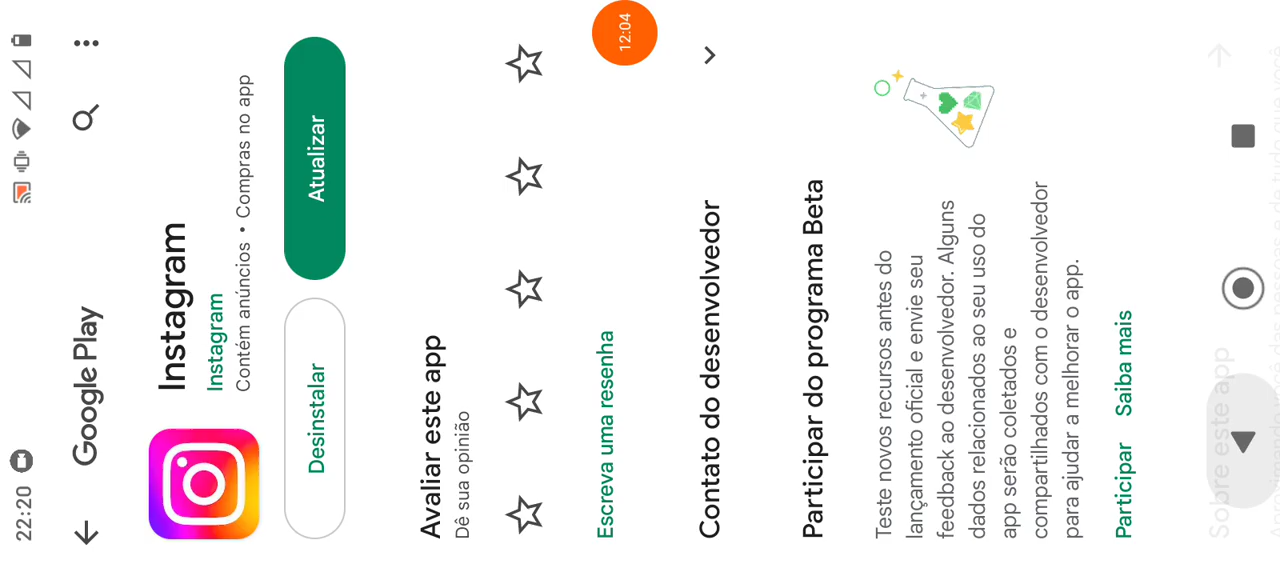 22:20
Google Play
Instagram
Instagram
Contém anúncios • Compras no app
Desinstalar
Atualizar
Avaliar este app
Dê sua opinião
Escreva uma resenha
12:04
Contato do desenvolvedor
Participar do programa Beta
Teste novos recursos antes do
lançamento oficial e envie seu
feedback ao desenvolvedor. Alguns
dados relacionados ao seu uso do
app serão coletados e
compartilhados com o desenvolvedor
para ajudar a melhorar o app.
Participar
Saiba mais
Sobre este app